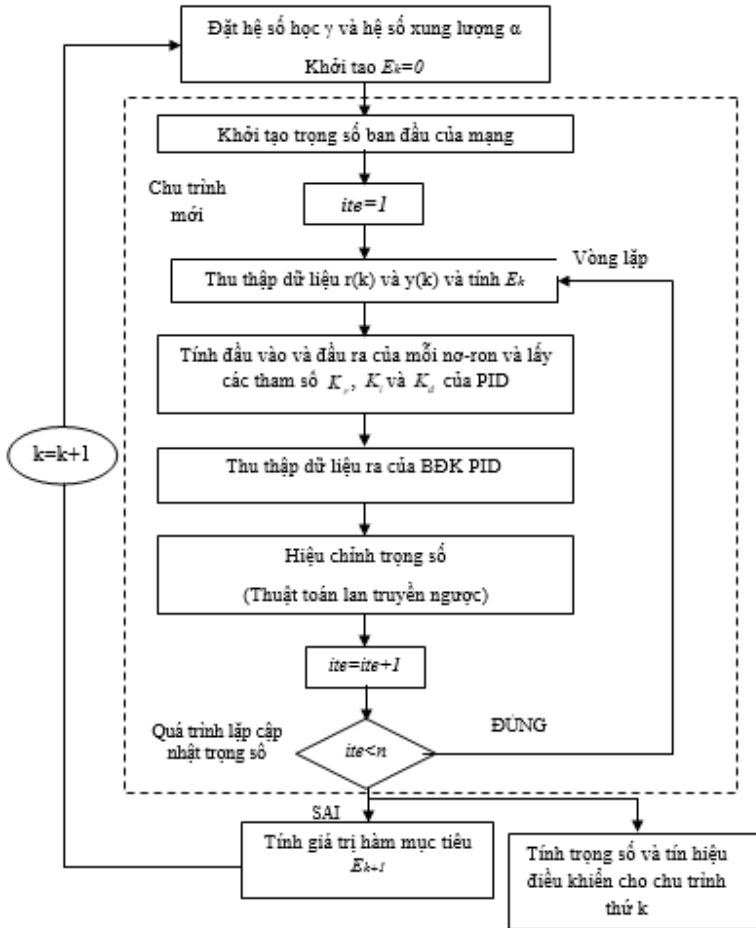 Đặt hệ số học γ và hệ số xung lượng α
Khởi tao Ek=0
Khởi tạo trọng số ban đầu của mạng
Chu trình
mới
ite=1
Vòng lặp
Thu thập dữ liệu r(k) và y(k) và tính Ek
Tính đầu vào và đầu ra của mỗi nơ-ron và lấy
các tham số Kp, Ki và Kd của PID
k=k+1
Thu thập dữ liệu ra của BĐK PID
Hiệu chỉnh trọng số
(Thuật toán lan truyền ngược)
ite=ite+1
Quá trình lặp cập
nhật trọng số
ite<n
ĐÚNG
SAI
Tính giá trị hàm mục tiêu
Ek+1
Tính trọng số và tín hiệu
điều khiển cho chu trình
thứ k